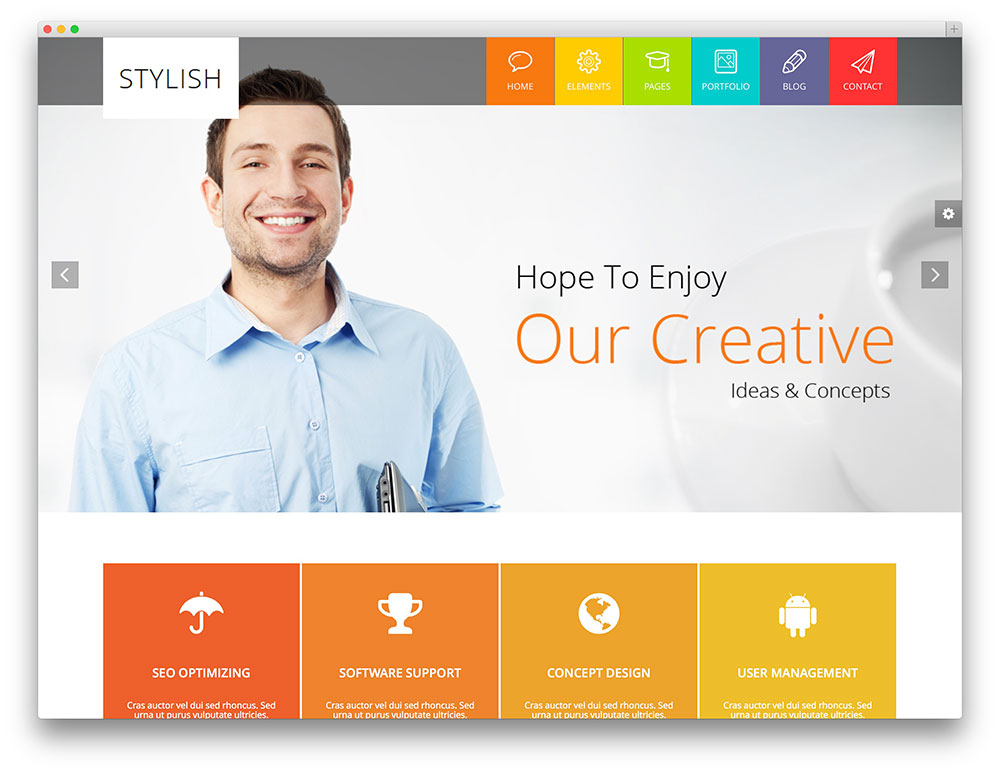 STYLISH
HOME
ELEMENTS
PAGES
PORTFOLIO
BLOG
CONTACT
Hope To Enjoy
Our Creative
Ideas & Concepts
SEO OPTIMIZING
Cras auctor vel dui sed rhoncus. Sed
urna ut purus vulputate ultricies.
SOFTWARE SUPPORT
Cras auctor vel dui sed rhoncus. Sed
urna ut purus vulputate ultricies.
CONCEPT DESIGN
Cras auctor vel dui sed rhoncus. Sed
urna ut purus vulputate ultricies.
USER MANAGEMENT
Cras auctor vel dui sed rhoncus. Sed
urna ut purus vulputate ultricies.